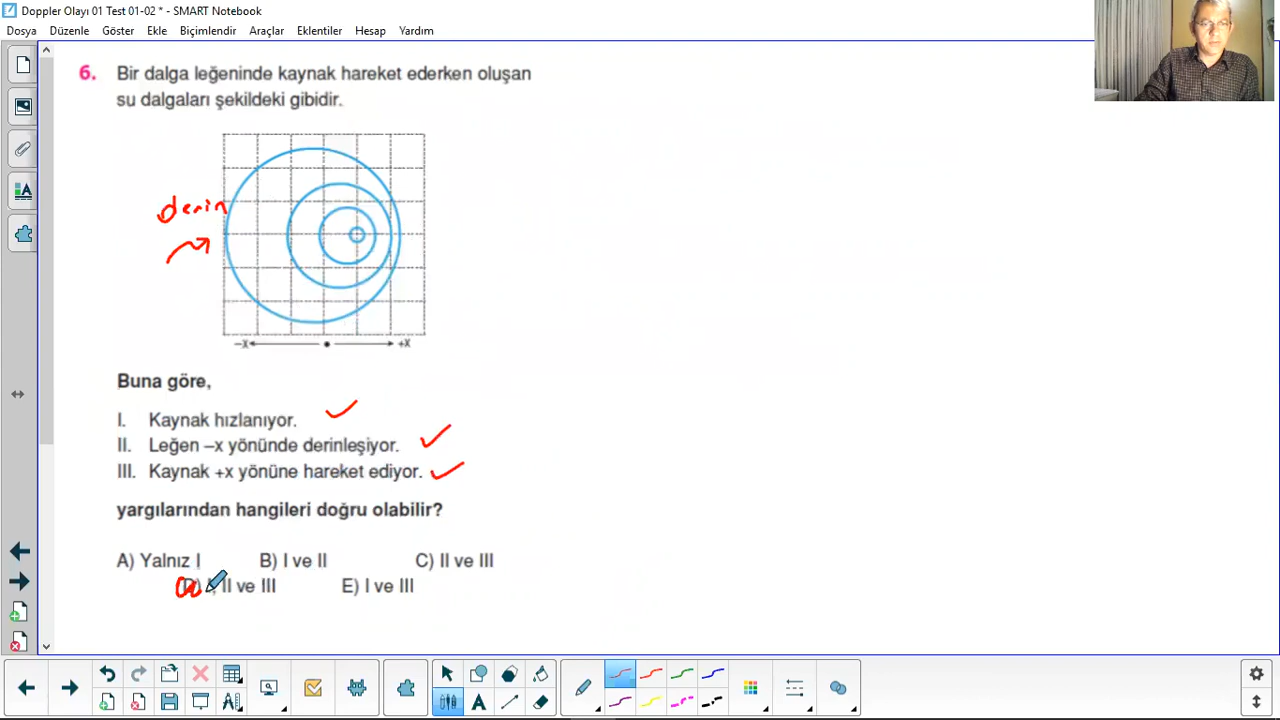 Doppler Olayı 01 Test 01-02 * - SMART Notebook
Dosya Düzenle Göster Ekle Biçimlendiri Araçlar Eklentiler Hesap Yardım
6. Bir dalga leğeninde kaynak hareket ederken oluşan
su dalgaları şekildeki gibidir.
derin
–x +x
Buna göre,
I. Kaynak hızlanıyor.
II. Leğen –x yönünde derinleşiyor.
III. Kaynak +x yönüne hareket ediyor.
yargılarından hangileri doğru olabilir?
A) Yalnız I B) I ve II C) II ve III
D) I, II ve III E) I ve III